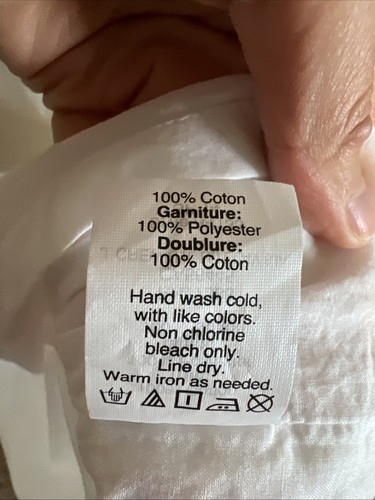 100% Coton
Garniture:
100% Polyester
Doublure:
100% Coton
Hand wash cold,
with like colors.
Non chlorine
bleach only.
Line dry.
Warm iron as needed.